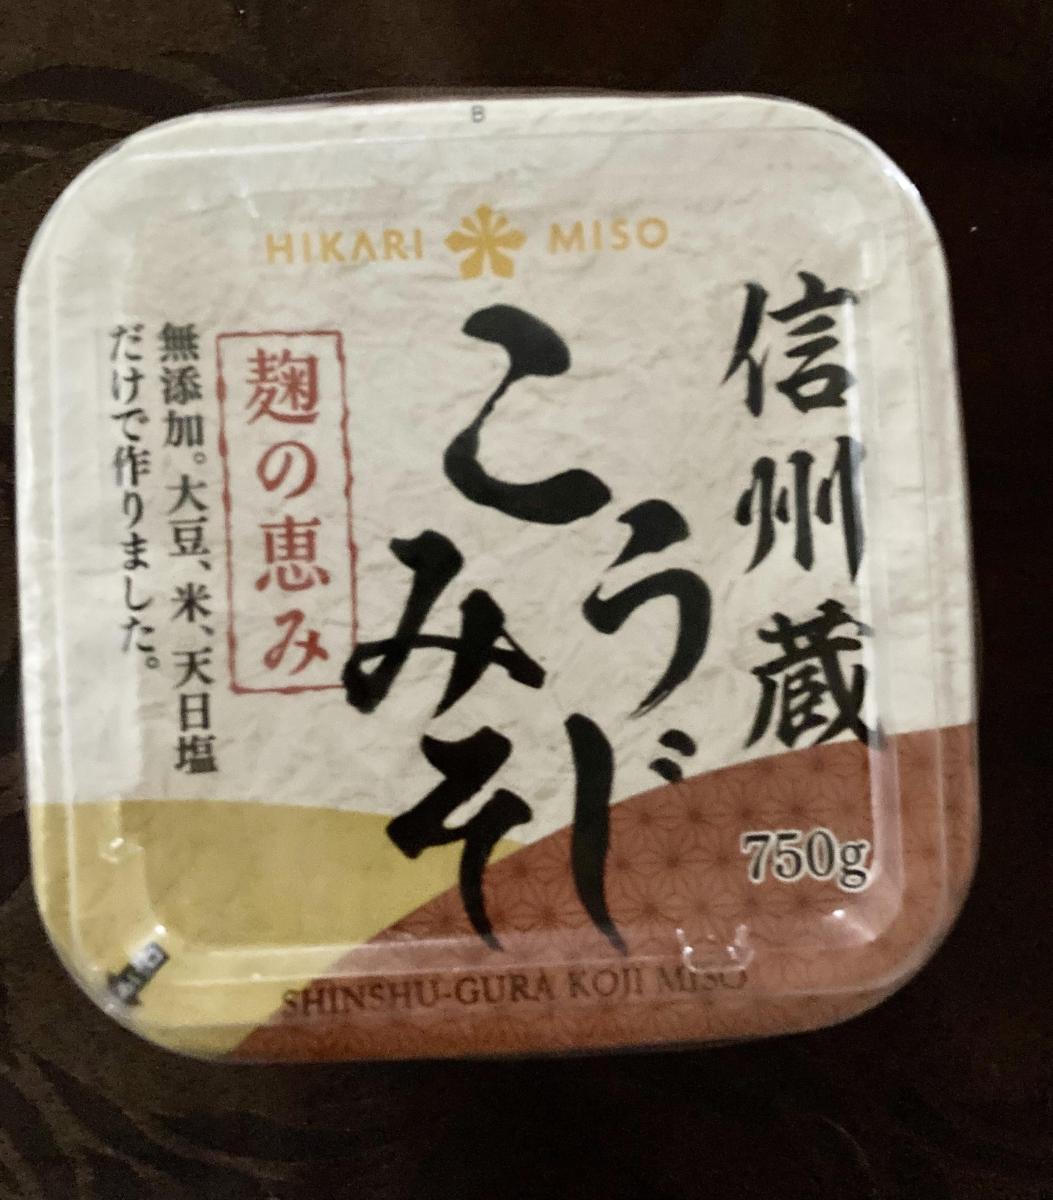 B
HIKARI MISO
信州蔵
こうじ
みそ
麹の恵み
無添加。大豆、米、天日塩
だけで作りました。
750g
SHINSHU-GURA KOJI MISO